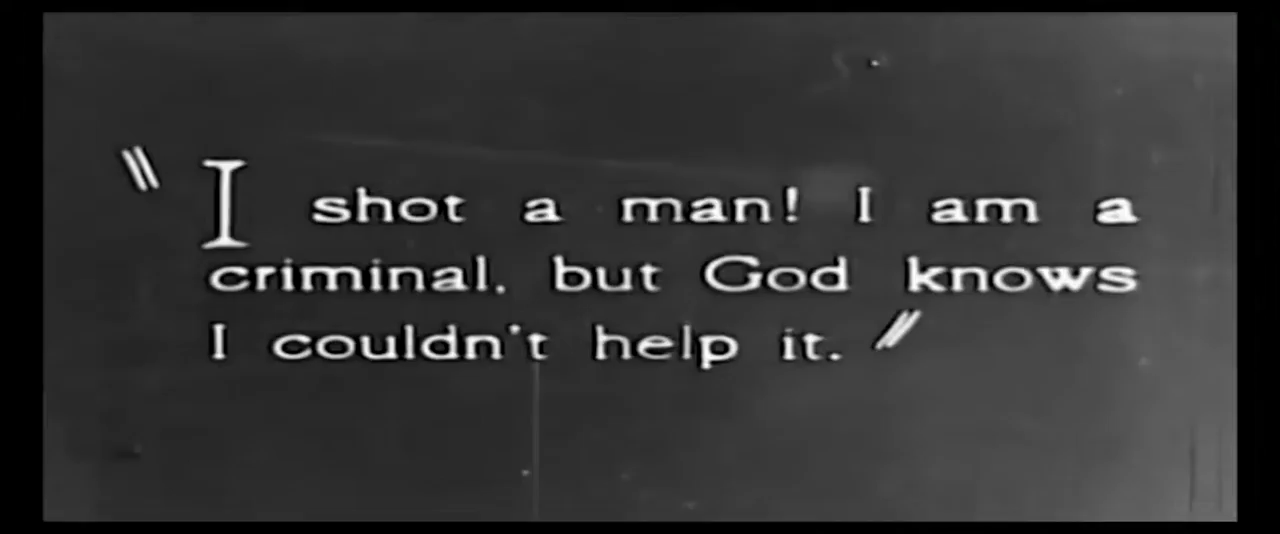 "I shot a man! I am a
criminal, but God knows
I couldn't help it."